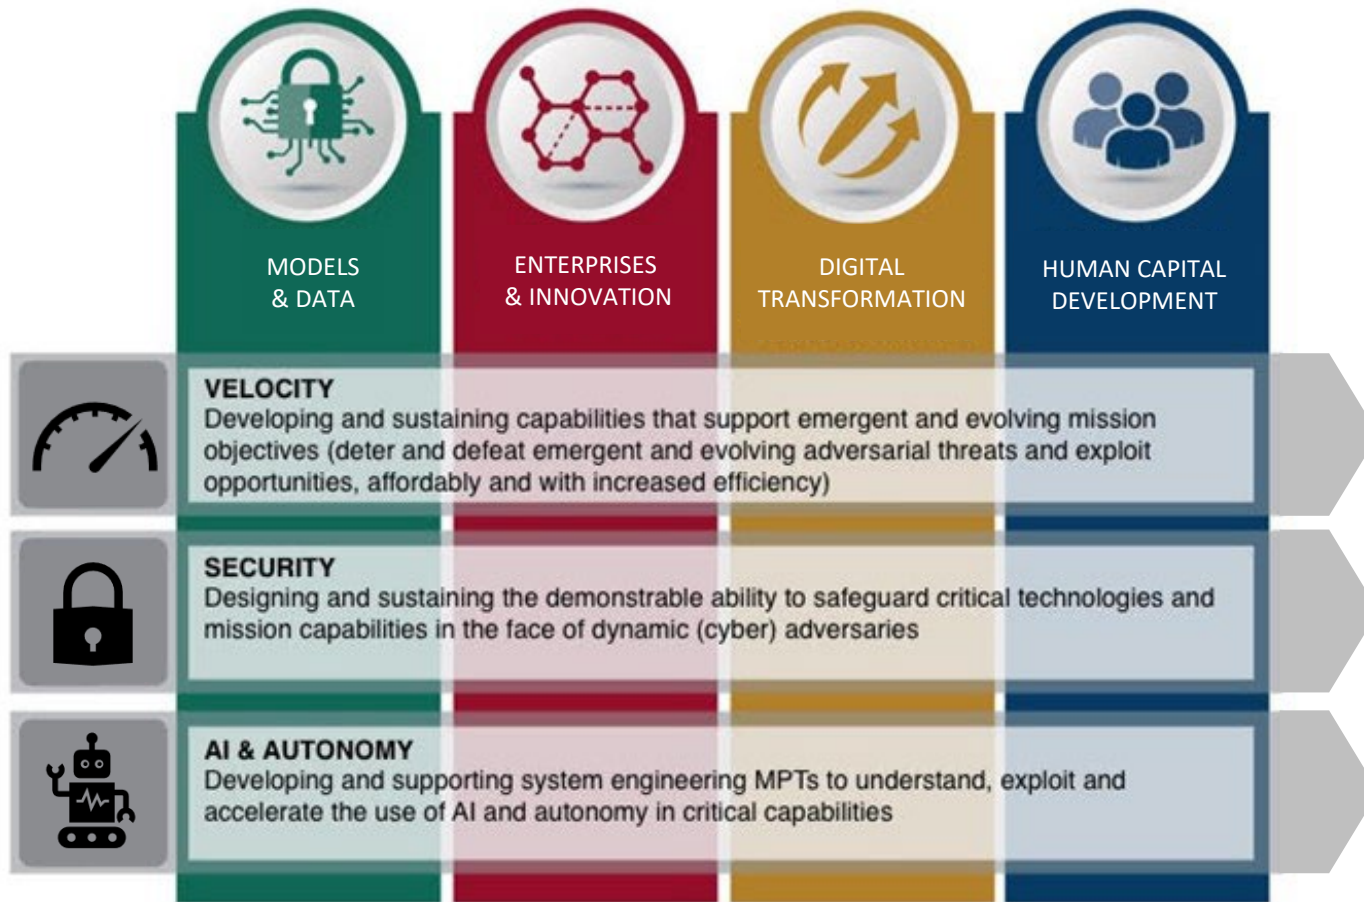 MODELS
& DATA
ENTERPRISES
& INNOVATION
DIGITAL
TRANSFORMATION
HUMAN CAPITAL
DEVELOPMENT
VELOCITY
Developing and sustaining capabilities that support emergent and evolving mission
objectives (deter and defeat emergent and evolving adversarial threats and exploit
opportunities, affordably and with increased efficiency)
SECURITY
Designing and sustaining the demonstrable ability to safeguard critical technologies and
mission capabilities in the face of dynamic (cyber) adversaries
AI & AUTONOMY
Developing and supporting system engineering MPTs to understand, exploit and
accelerate the use of AI and autonomy in critical capabilities